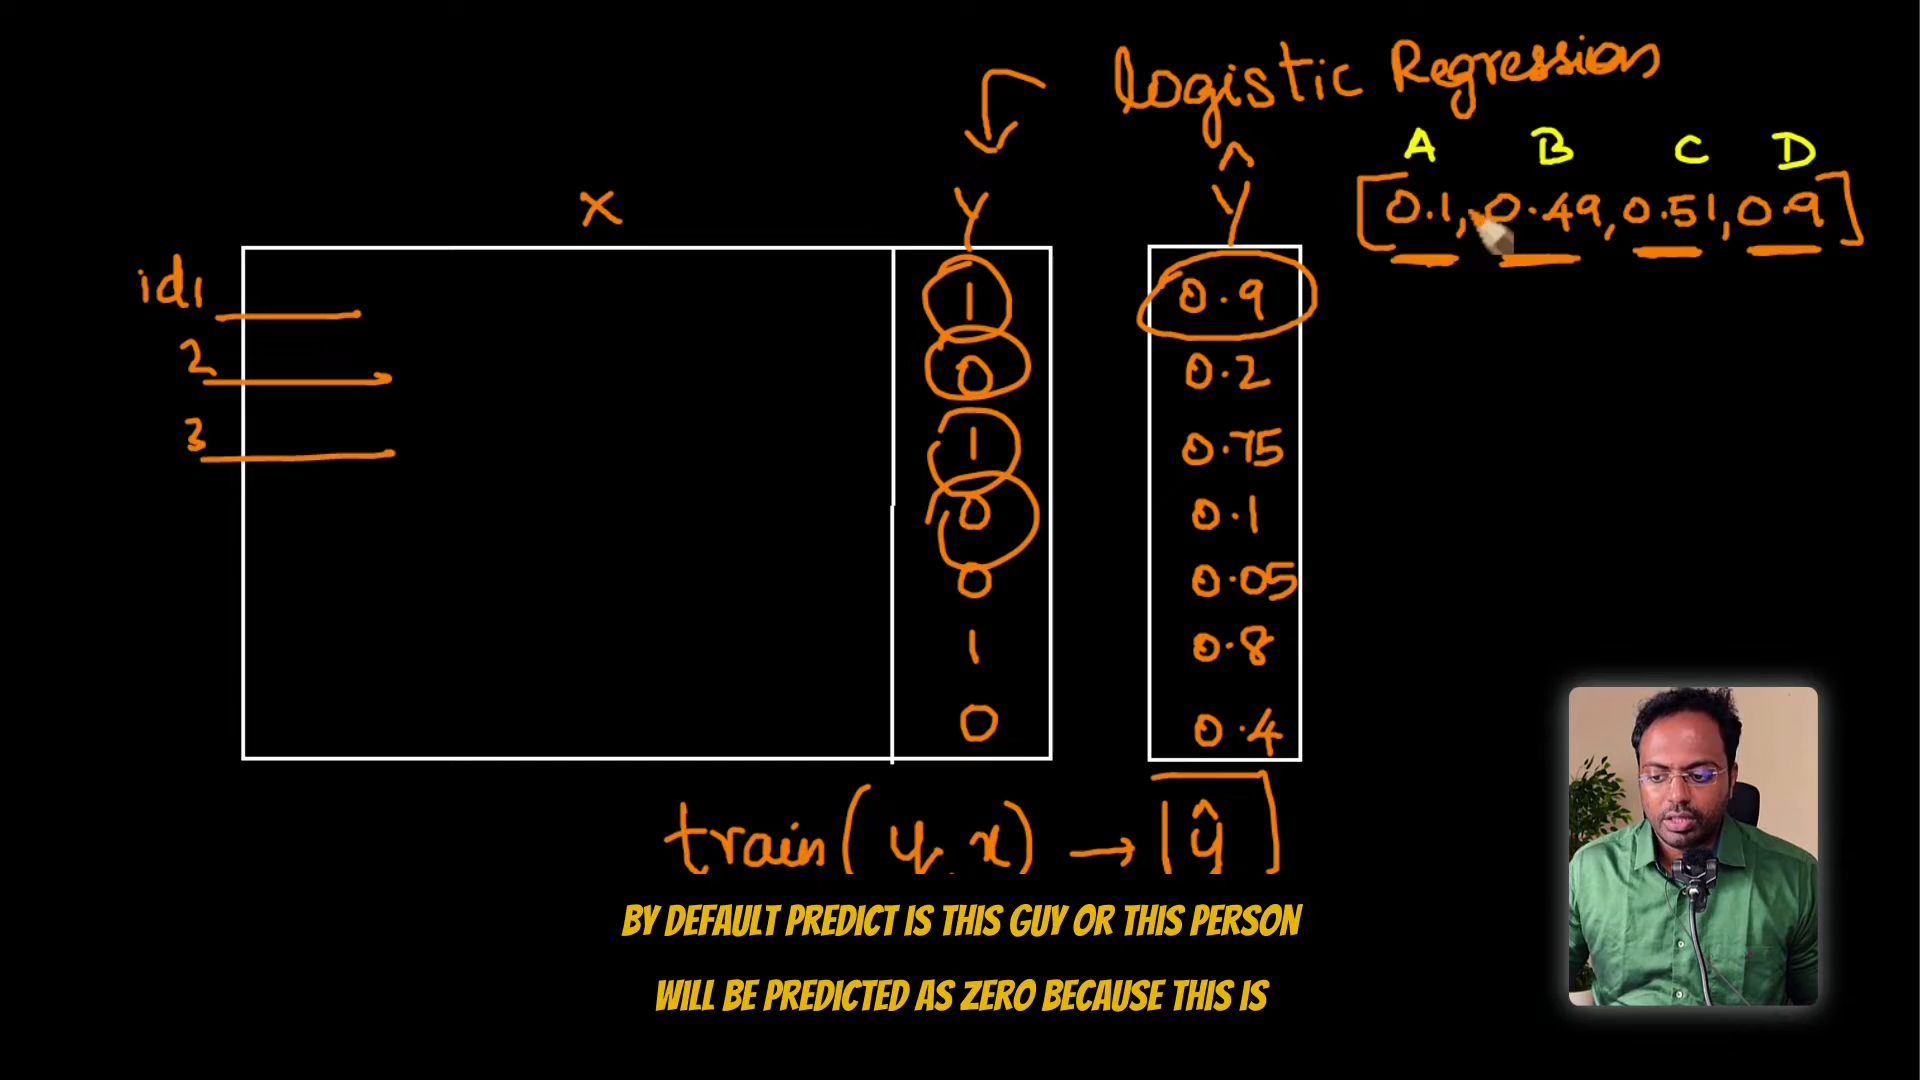 logistic Regression
A B C D
X Y Ŷ [0.1, 0.49, 0.51, 0.9]
id1 1 0.9
2 0 0.2
3 1 0.75
0 0.1
0 0.05
1 0.8
0 0.4
train(y, x) → [ŷ]
BY DEFAULT PREDICT IS THIS GUY OR THIS PERSON
WILL BE PREDICTED AS ZERO BECAUSE THIS IS